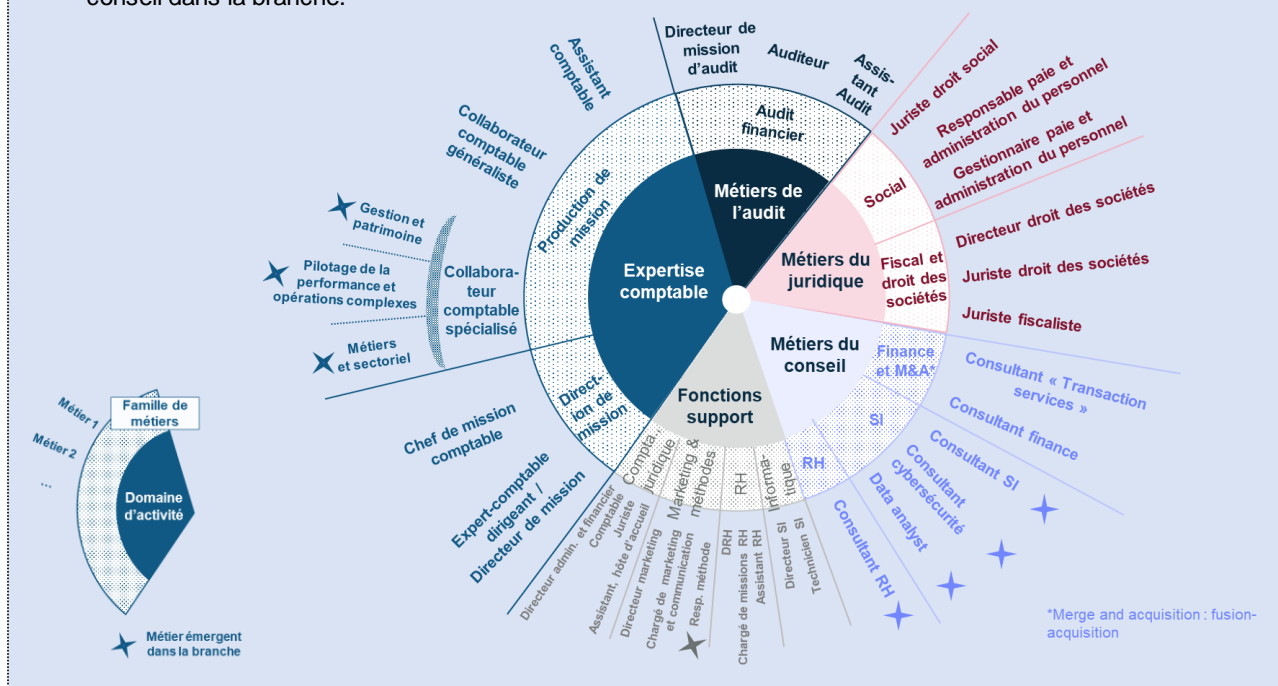 conseil dans la branche.
Directeur de
mission
d'audit
Auditeur
Assis-
tant
Audit
Audit
financier
Métiers de
l'audit
Juriste droit social
Responsable paie et
administration du personnel
Gestionnaire paie et
administration du personnel
Social
Directeur droit des sociétés
Juriste droit des sociétés
Juriste fiscaliste
Fiscal et
droit des
sociétés
Métiers du
juridique
Assistant
comptable
Collaborateur
comptable
généraliste
Production de
mission
Expertise
comptable
Gestion et
patrimoine
Pilotage de la
performance et
opérations complexes
Métiers
et sectoriel
Collabora-
teur
comptable
spécialisé
Direct-
ion de
mission
Chef de mission
comptable
Expert-comptable
dirigeant /
Directeur de mission
Métiers du
conseil
Finance
et M&A*
Consultant « Transaction
services »
Consultant finance
SI
Consultant SI
Consultant
cybersécurité
Data analyst
RH
Consultant RH
Fonctions
support
Compta.
juridique
Marketing &
méthodes
RH
Informa-
tique
Directeur admin. et financier
Comptable
Juriste
Assistant, hôte d'accueil
Directeur marketing
Chargé de marketing
et communication
Resp. méthode
DRH
Chargé de missions RH
Assistant RH
Directeur SI
Technicien SI
Métier 1
Métier 2
...
Famille de
métiers
Domaine
d'activité
Métier émergent
dans la branche
*Merge and acquisition : fusion-
acquisition